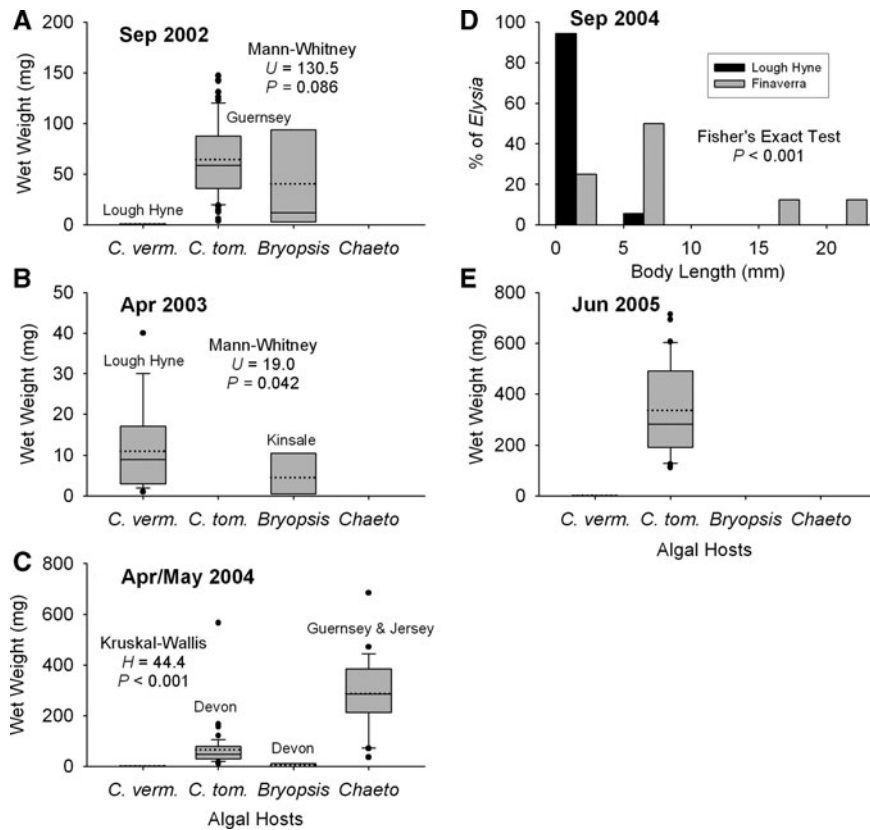 A
Sep 2002
Wet Weight (mg)
200
150
100
50
0
Mann-Whitney
U = 130.5
P = 0.086
Guernsey
Lough Hyne
C. verm.
C. tom.
Bryopsis
Chaeto
B
Apr 2003
Wet Weight (mg)
50
40
30
20
10
0
Lough Hyne
Mann-Whitney
U = 19.0
P = 0.042
Kinsale
C. verm.
C. tom.
Bryopsis
Chaeto
C
Apr/May 2004
Wet Weight (mg)
800
600
400
200
0
Kruskal-Wallis
H = 44.4
P < 0.001
Devon
Devon
Guernsey & Jersey
C. verm.
C. tom.
Bryopsis
Chaeto
Algal Hosts
D
Sep 2004
% of Elysia
100
80
60
40
20
0
Lough Hyne
Finaverra
Fisher's Exact Test
P < 0.001
0
5
10
15
20
Body Length (mm)
E
Jun 2005
Wet Weight (mg)
800
600
400
200
0
C. verm.
C. tom.
Bryopsis
Chaeto
Algal Hosts